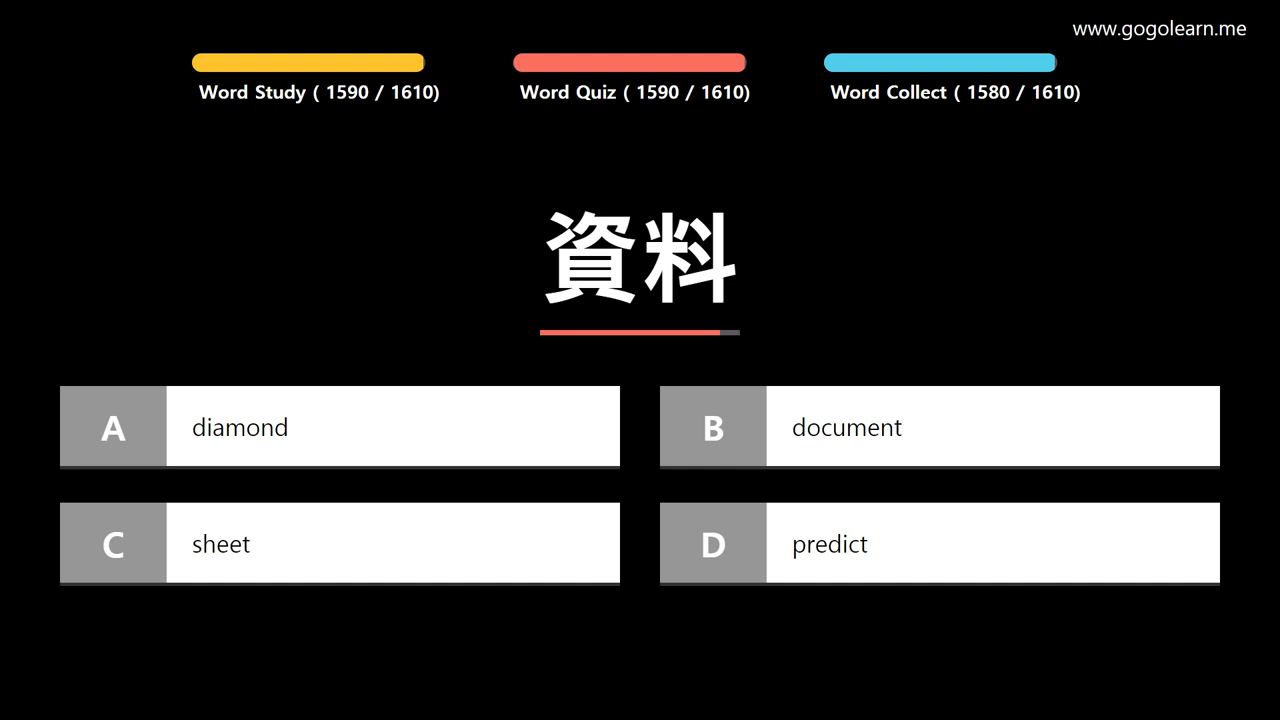 www.gogolearn.me
Word Study ( 1590 / 1610)
Word Quiz ( 1590 / 1610)
Word Collect ( 1580 / 1610)
資料
A diamond
B document
C sheet
D predict